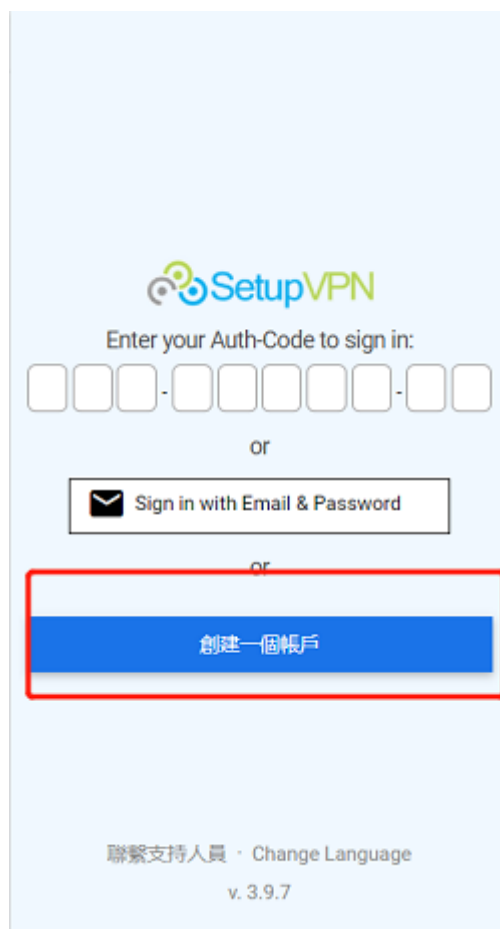 SetupVPN
Enter your Auth-Code to sign in:
- -
or
Sign in with Email & Password
or
創建一個帳戶
聯繫支持人員 · Change Language
v. 3.9.7